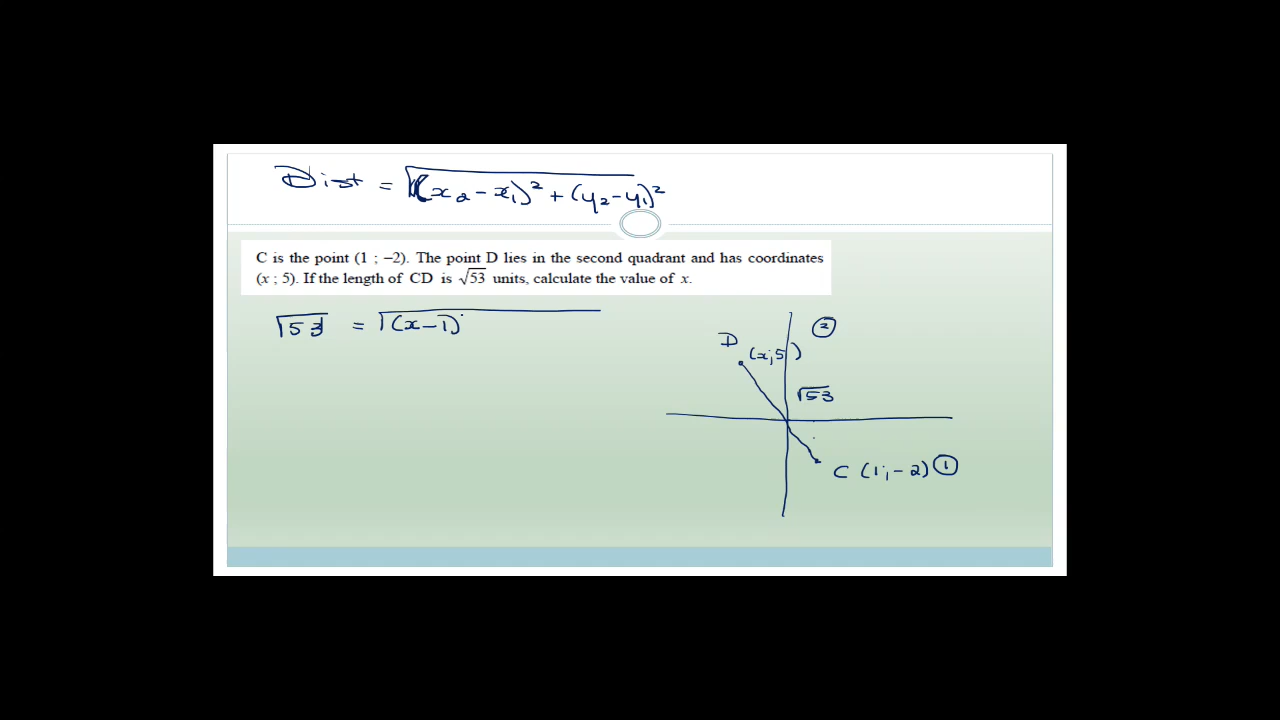 Dist = √(x₂ - x₁)² + (y₂ - y₁)²
C is the point (1 ; −2). The point D lies in the second quadrant and has coordinates
(x ; 5). If the length of CD is √53 units, calculate the value of x.
√53 = √(x - 1)
②
D
(x; 5)
√53
C (1; - 2) ①